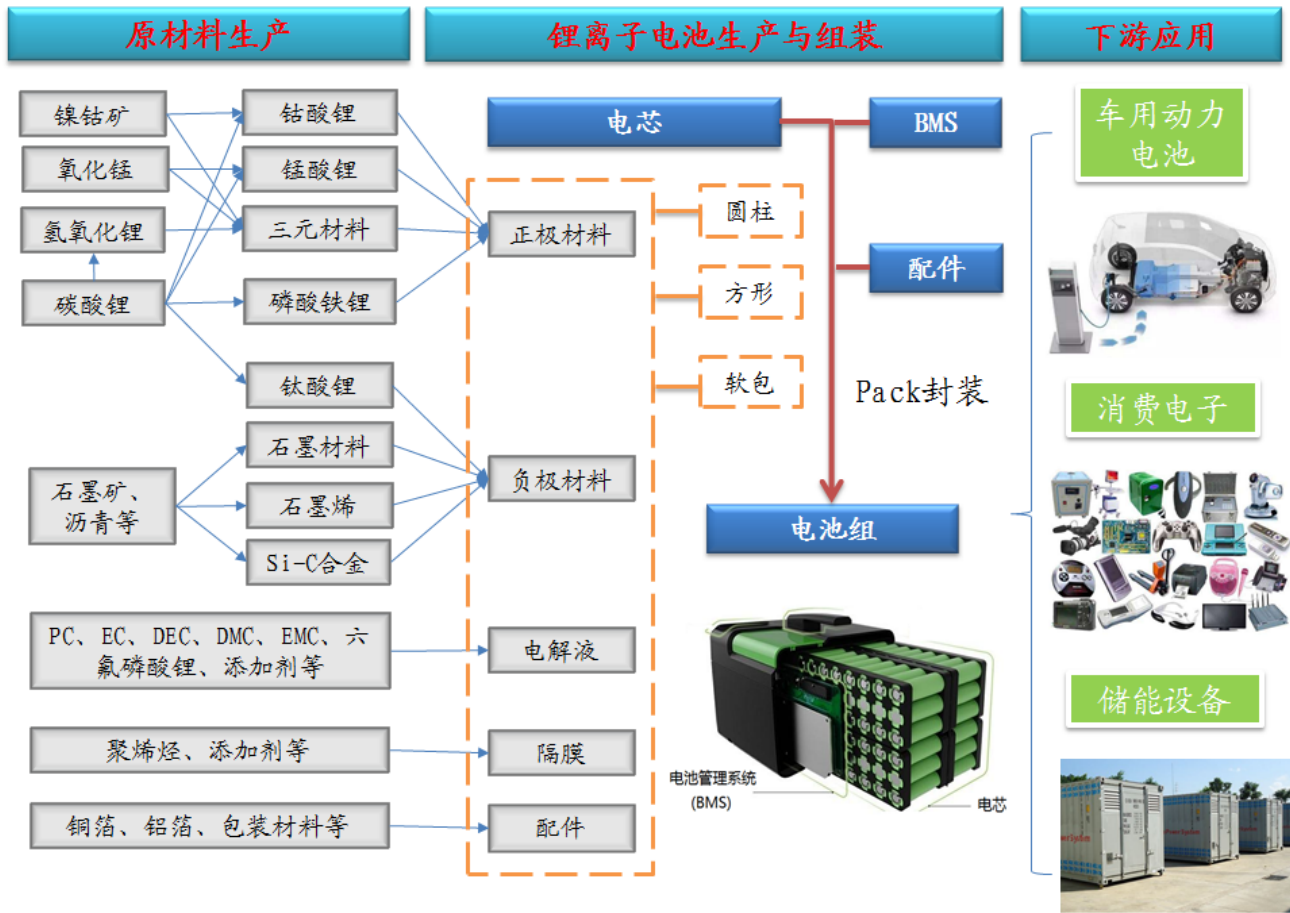 原材料生产
锂离子电池生产与组装
下游应用
镍钴矿
氧化锰
氢氧化锂
碳酸锂
石墨矿、
沥青等
钴酸锂
锰酸锂
三元材料
磷酸铁锂
钛酸锂
石墨材料
石墨烯
Si-C合金
PC、EC、DEC、DMC、EMC、六
氟磷酸锂、添加剂等
聚烯烃、添加剂等
铜箔、铝箔、包装材料等
电芯
正极材料
负极材料
电解液
隔膜
配件
圆柱
方形
软包
BMS
配件
Pack封装
电池组
电池管理系统
(BMS)
电芯
车用动力
电池
消费电子
储能设备